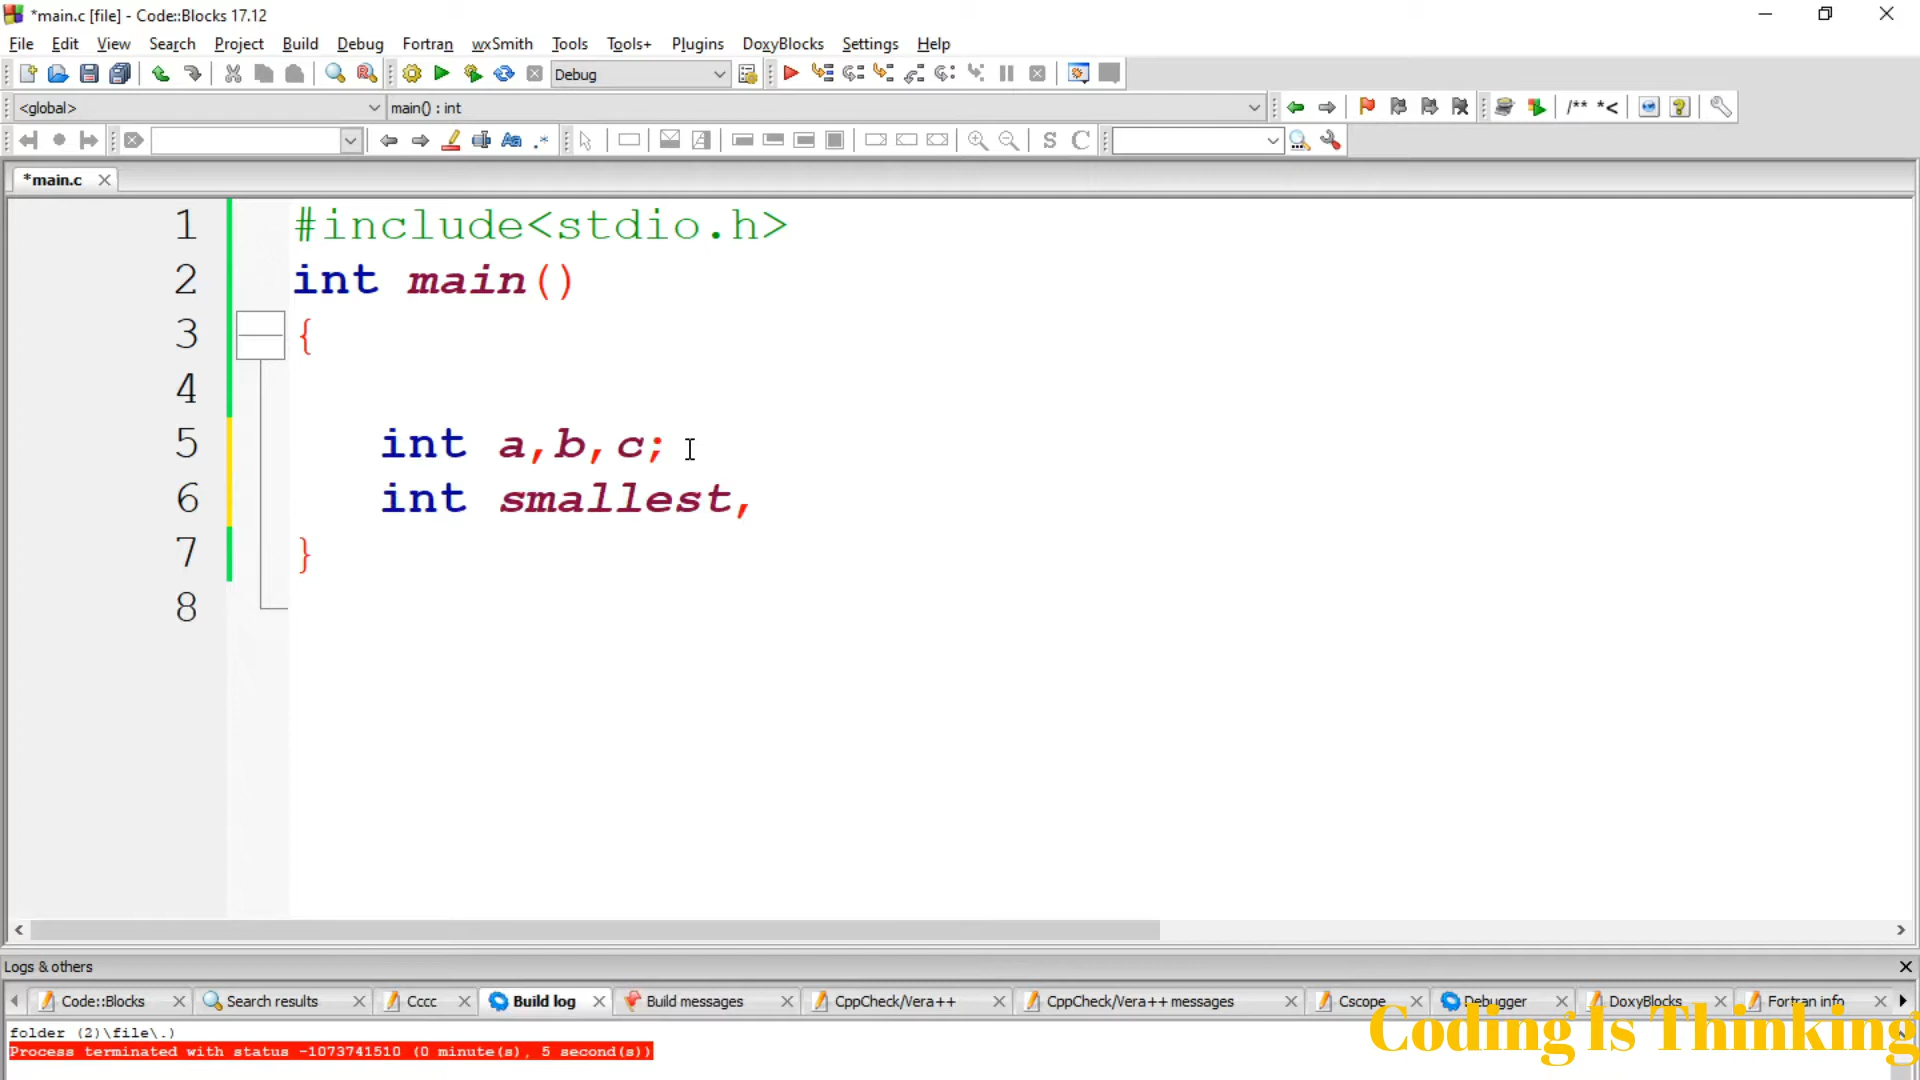 *main.c [file] - Code::Blocks 17.12
File Edit View Search Project Build Debug Fortran wxSmith Tools Tools+ Plugins DoxyBlocks Settings Help
Debug
<global> main() : int /** *<
Aa .* S C
*main.c
1 #include<stdio.h>
2 int main()
3 {
4
5 int a,b,c;
6 int smallest,
7 }
8
Logs & others
Code::Blocks Search results Cccc Build log Build messages CppCheck/Vera++ CppCheck/Vera++ messages Cscope Debugger DoxyBlocks Fortran info
folder (2)\file\.)
Process terminated with status -1073741510 (0 minute(s), 5 second(s))
Coding Is Thinking